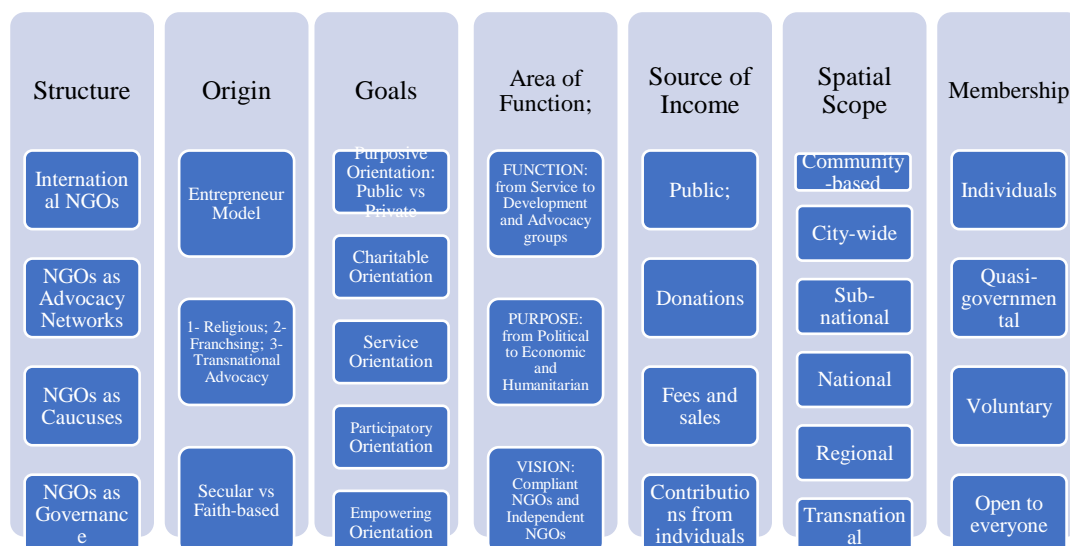 Structure
Internation
al NGOs
NGOs as
Advocacy
Networks
NGOs as
Caucuses
NGOs as
Governanc
e
Origin
Entrepreneur
Model
1- Religious; 2-
Franchsing; 3-
Transnational
Advocacy
Secular vs
Faith-based
Goals
Purposive
Orientation:
Public vs
Private
Charitable
Orientation
Service
Orientation
Participatory
Orientation
Empowering
Orientation
Area of
Function;
FUNCTION:
from Service to
Development
and Advocacy
groups
PURPOSE:
from Political
to Economic
and
Humanitarian
VISION:
Compliant
NGOs and
Independent
NGOs
Source of
Income
Public;
Donations
Fees and
sales
Contributio
ns from
indviduals
Spatial
Scope
Community
-based
City-wide
Sub-
national
National
Regional
Transnation
al
Membership
Individuals
Quasi-
governmen
tal
Voluntary
Open to
everyone